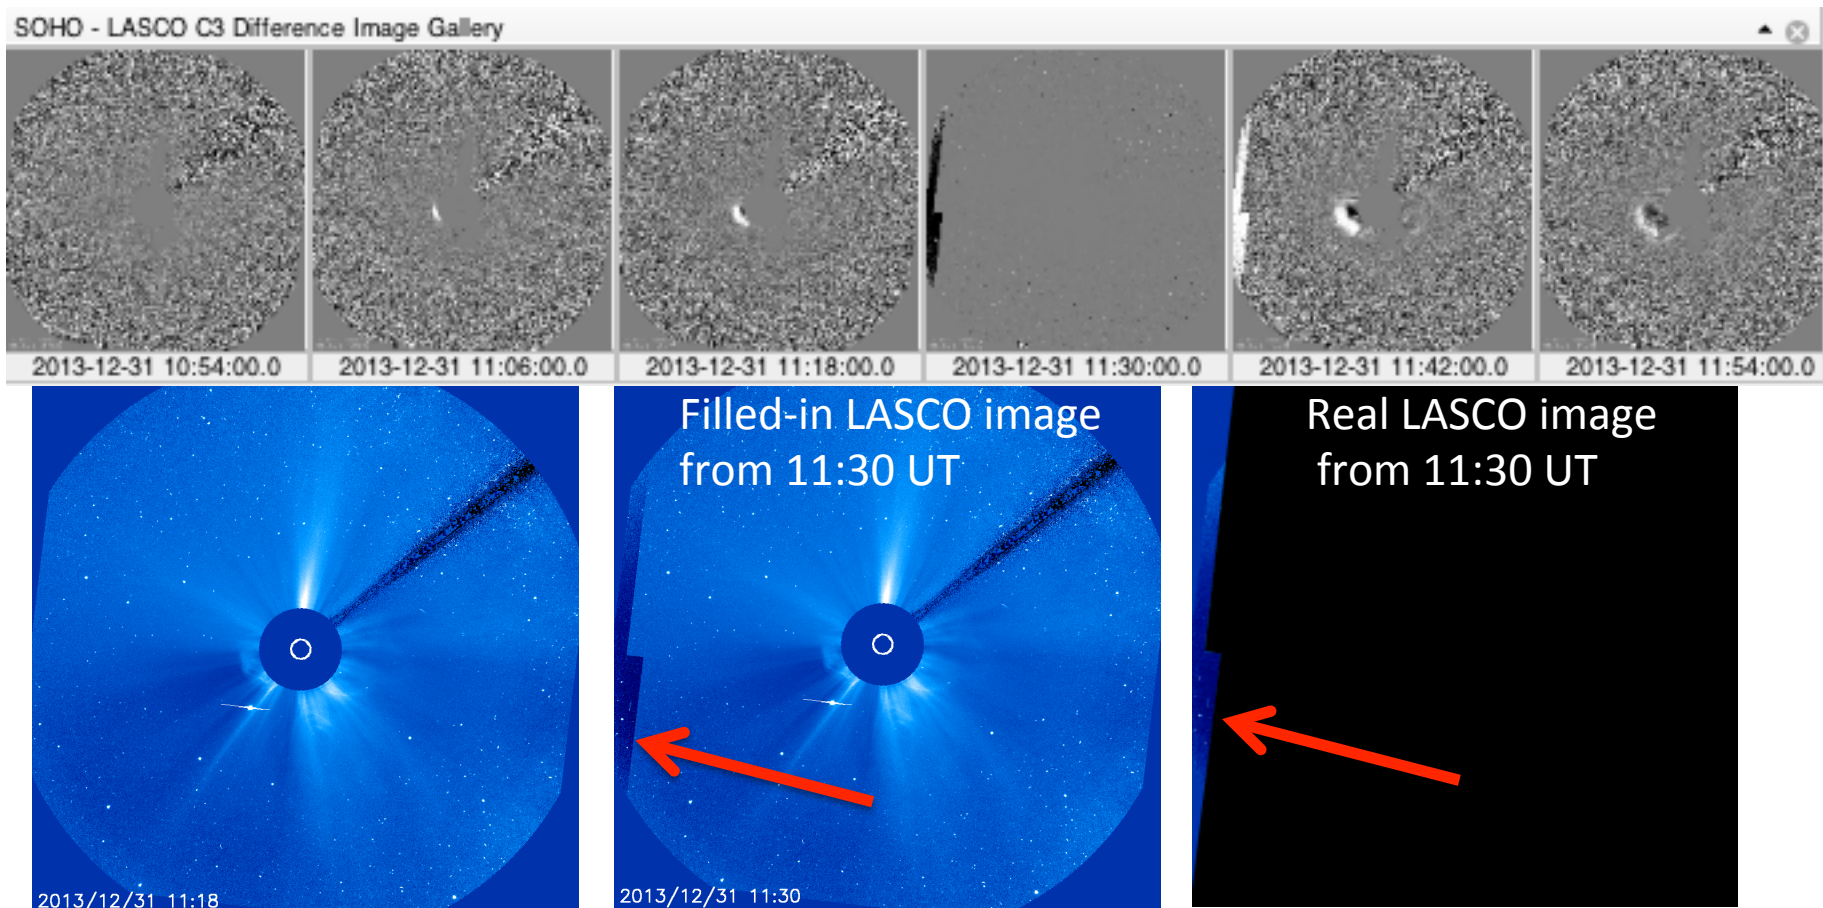 SOHO - LASCO C3 Difference Image Gallery
2013-12-31 10:54:00.0
2013-12-31 11:06:00.0
2013-12-31 11:18:00.0
2013-12-31 11:30:00.0
2013-12-31 11:42:00.0
2013-12-31 11:54:00.0
2013/12/31 11:18
Filled-in LASCO image
from 11:30 UT
2013/12/31 11:30
Real LASCO image
from 11:30 UT